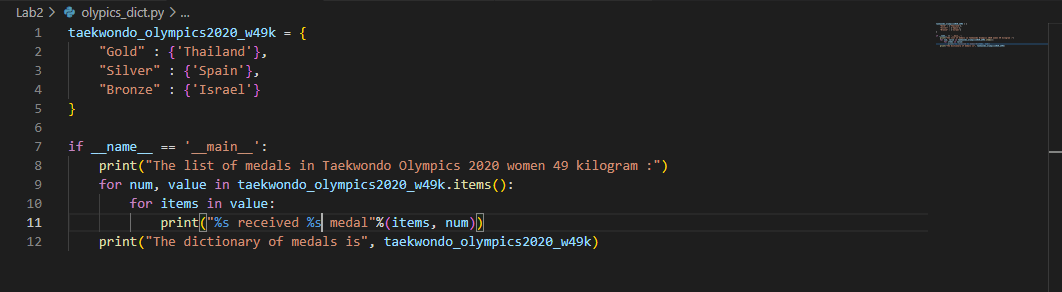 Lab2 > olypics_dict.py > ...
1 taekwondo_olympics2020_w49k = {
2     "Gold" : {'Thailand'},
3     "Silver" : {'Spain'},
4     "Bronze" : {'Israel'}
5 }
6
7 if __name__ == '__main__':
8     print("The list of medals in Taekwondo Olympics 2020 women 49 kilogram :")
9     for num, value in taekwondo_olympics2020_w49k.items():
10         for items in value:
11             print("%s received %s medal"%(items, num))
12     print("The dictionary of medals is", taekwondo_olympics2020_w49k)